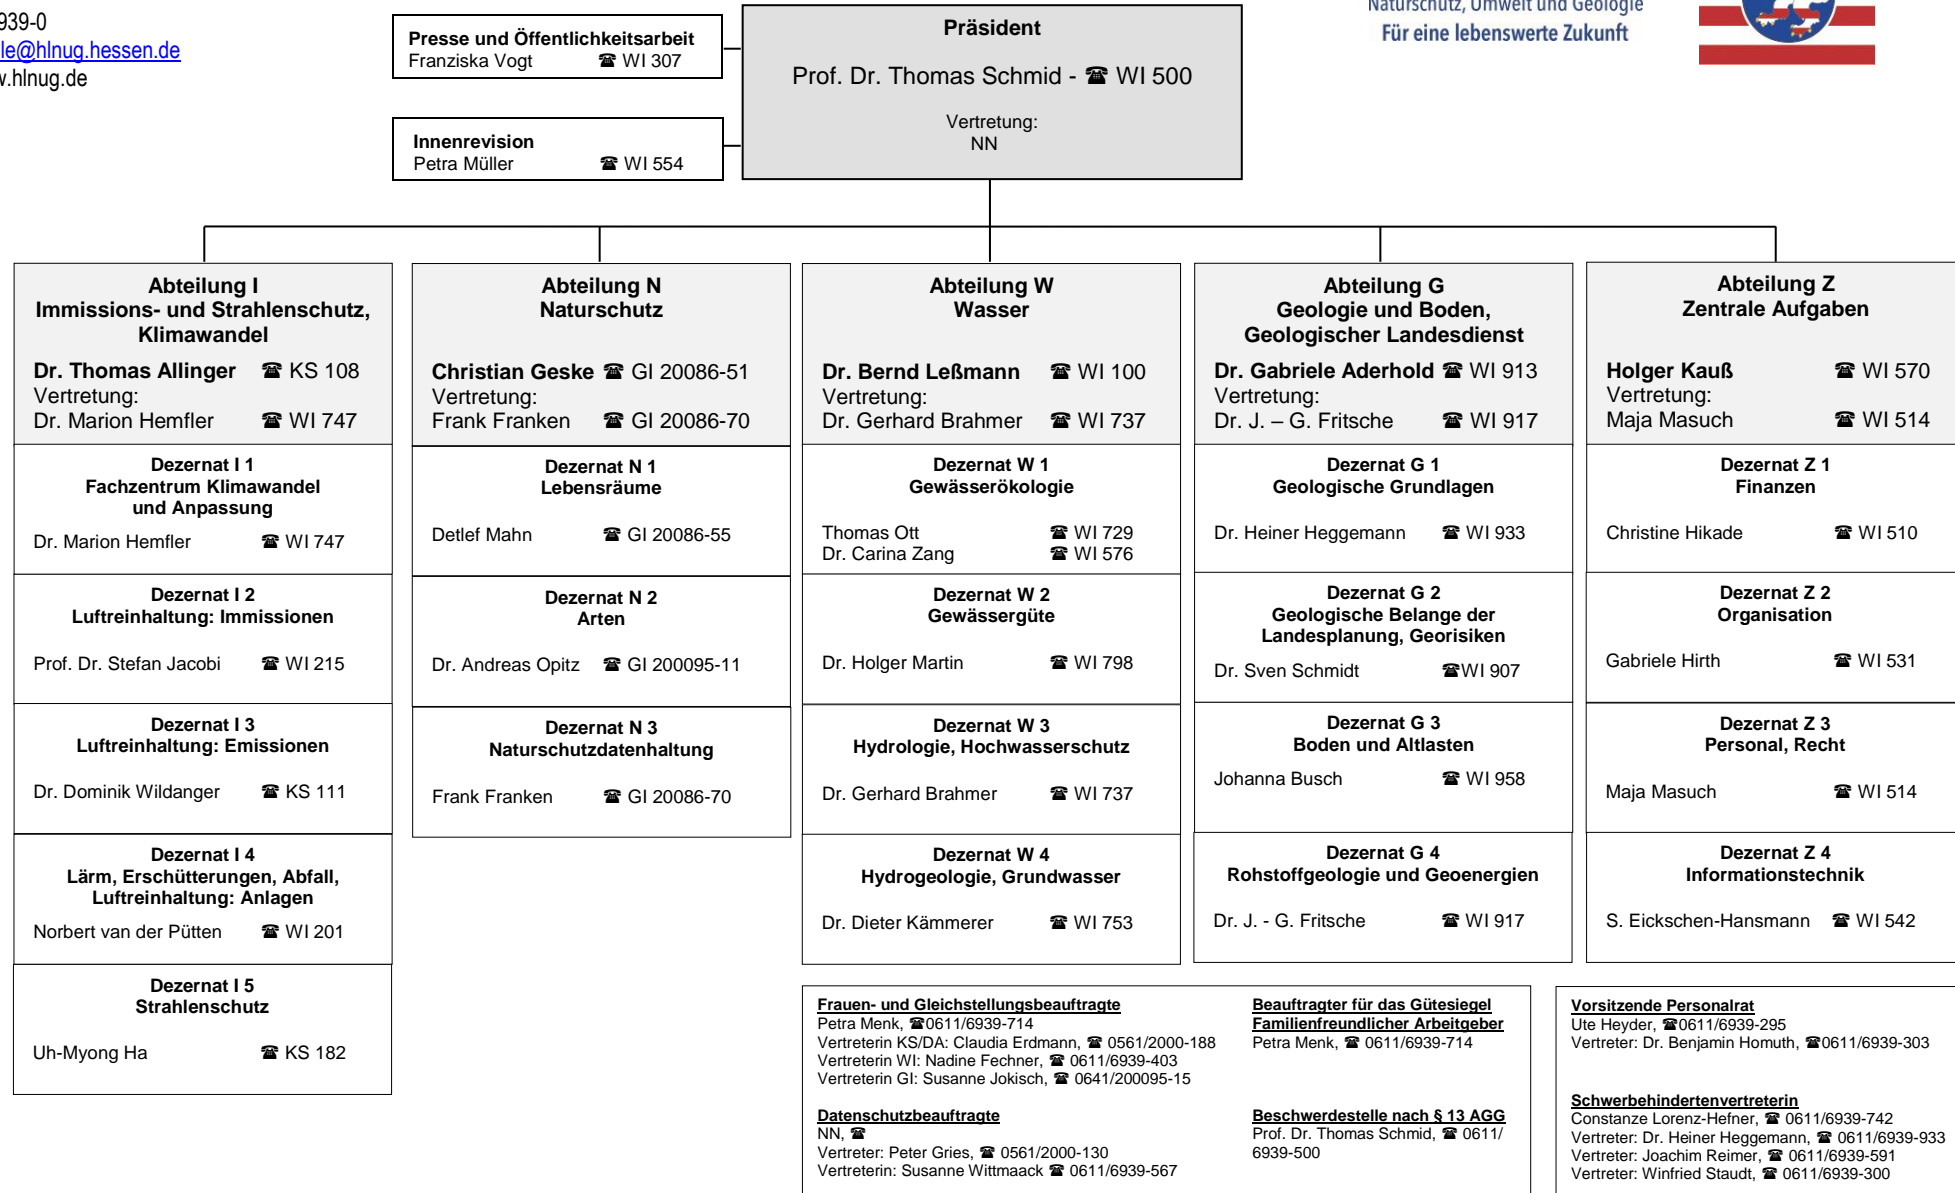 939-0
le@hlnug.hessen.de
w.hlnug.de
Presse und Öffentlichkeitsarbeit
Franziska Vogt ☎ WI 307
Innenrevision
Petra Müller ☎ WI 554
Präsident
Prof. Dr. Thomas Schmid - ☎ WI 500
Vertretung:
NN
Naturschutz, Umwelt und Geologie
Für eine lebenswerte Zukunft
Abteilung I
Immissions- und Strahlenschutz,
Klimawandel
Dr. Thomas Allinger ☎ KS 108
Vertretung:
Dr. Marion Hemfler ☎ WI 747
Dezernat I 1
Fachzentrum Klimawandel
und Anpassung
Dr. Marion Hemfler ☎ WI 747
Dezernat I 2
Luftreinhaltung: Immissionen
Prof. Dr. Stefan Jacobi ☎ WI 215
Dezernat I 3
Luftreinhaltung: Emissionen
Dr. Dominik Wildanger ☎ KS 111
Dezernat I 4
Lärm, Erschütterungen, Abfall,
Luftreinhaltung: Anlagen
Norbert van der Pütten ☎ WI 201
Dezernat I 5
Strahlenschutz
Uh-Myong Ha ☎ KS 182
Abteilung N
Naturschutz
Christian Geske ☎ GI 20086-51
Vertretung:
Frank Franken ☎ GI 20086-70
Dezernat N 1
Lebensräume
Detlef Mahn ☎ GI 20086-55
Dezernat N 2
Arten
Dr. Andreas Opitz ☎ GI 200095-11
Dezernat N 3
Naturschutzdatenhaltung
Frank Franken ☎ GI 20086-70
Abteilung W
Wasser
Dr. Bernd Leßmann ☎ WI 100
Vertretung:
Dr. Gerhard Brahmer ☎ WI 737
Dezernat W 1
Gewässerökologie
Thomas Ott ☎ WI 729
Dr. Carina Zang ☎ WI 576
Dezernat W 2
Gewässergüte
Dr. Holger Martin ☎ WI 798
Dezernat W 3
Hydrologie, Hochwasserschutz
Dr. Gerhard Brahmer ☎ WI 737
Dezernat W 4
Hydrogeologie, Grundwasser
Dr. Dieter Kämmerer ☎ WI 753
Abteilung G
Geologie und Boden,
Geologischer Landesdienst
Dr. Gabriele Aderhold ☎ WI 913
Vertretung:
Dr. J. – G. Fritsche ☎ WI 917
Dezernat G 1
Geologische Grundlagen
Dr. Heiner Heggemann ☎ WI 933
Dezernat G 2
Geologische Belange der
Landesplanung, Georisiken
Dr. Sven Schmidt ☎WI 907
Dezernat G 3
Boden und Altlasten
Johanna Busch ☎ WI 958
Dezernat G 4
Rohstoffgeologie und Geoenergien
Dr. J. - G. Fritsche ☎ WI 917
Abteilung Z
Zentrale Aufgaben
Holger Kauß ☎ WI 570
Vertretung:
Maja Masuch ☎ WI 514
Dezernat Z 1
Finanzen
Christine Hikade ☎ WI 510
Dezernat Z 2
Organisation
Gabriele Hirth ☎ WI 531
Dezernat Z 3
Personal, Recht
Maja Masuch ☎ WI 514
Dezernat Z 4
Informationstechnik
S. Eickschen-Hansmann ☎ WI 542
Frauen- und Gleichstellungsbeauftragte
Petra Menk, ☎0611/6939-714
Vertreterin KS/DA: Claudia Erdmann, ☎ 0561/2000-188
Vertreterin WI: Nadine Fechner, ☎ 0611/6939-403
Vertreterin GI: Susanne Jokisch, ☎ 0641/200095-15
Datenschutzbeauftragte
NN, ☎
Vertreter: Peter Gries, ☎ 0561/2000-130
Vertreterin: Susanne Wittmaack ☎ 0611/6939-567
Beauftragter für das Gütesiegel
Familienfreundlicher Arbeitgeber
Petra Menk, ☎ 0611/6939-714
Beschwerdestelle nach § 13 AGG
Prof. Dr. Thomas Schmid, ☎ 0611/
6939-500
Vorsitzende Personalrat
Ute Heyder, ☎0611/6939-295
Vertreter: Dr. Benjamin Homuth, ☎0611/6939-303
Schwerbehindertenvertreterin
Constanze Lorenz-Hefner, ☎ 0611/6939-742
Vertreter: Dr. Heiner Heggemann, ☎ 0611/6939-933
Vertreter: Joachim Reimer, ☎ 0611/6939-591
Vertreter: Winfried Staudt, ☎ 0611/6939-300